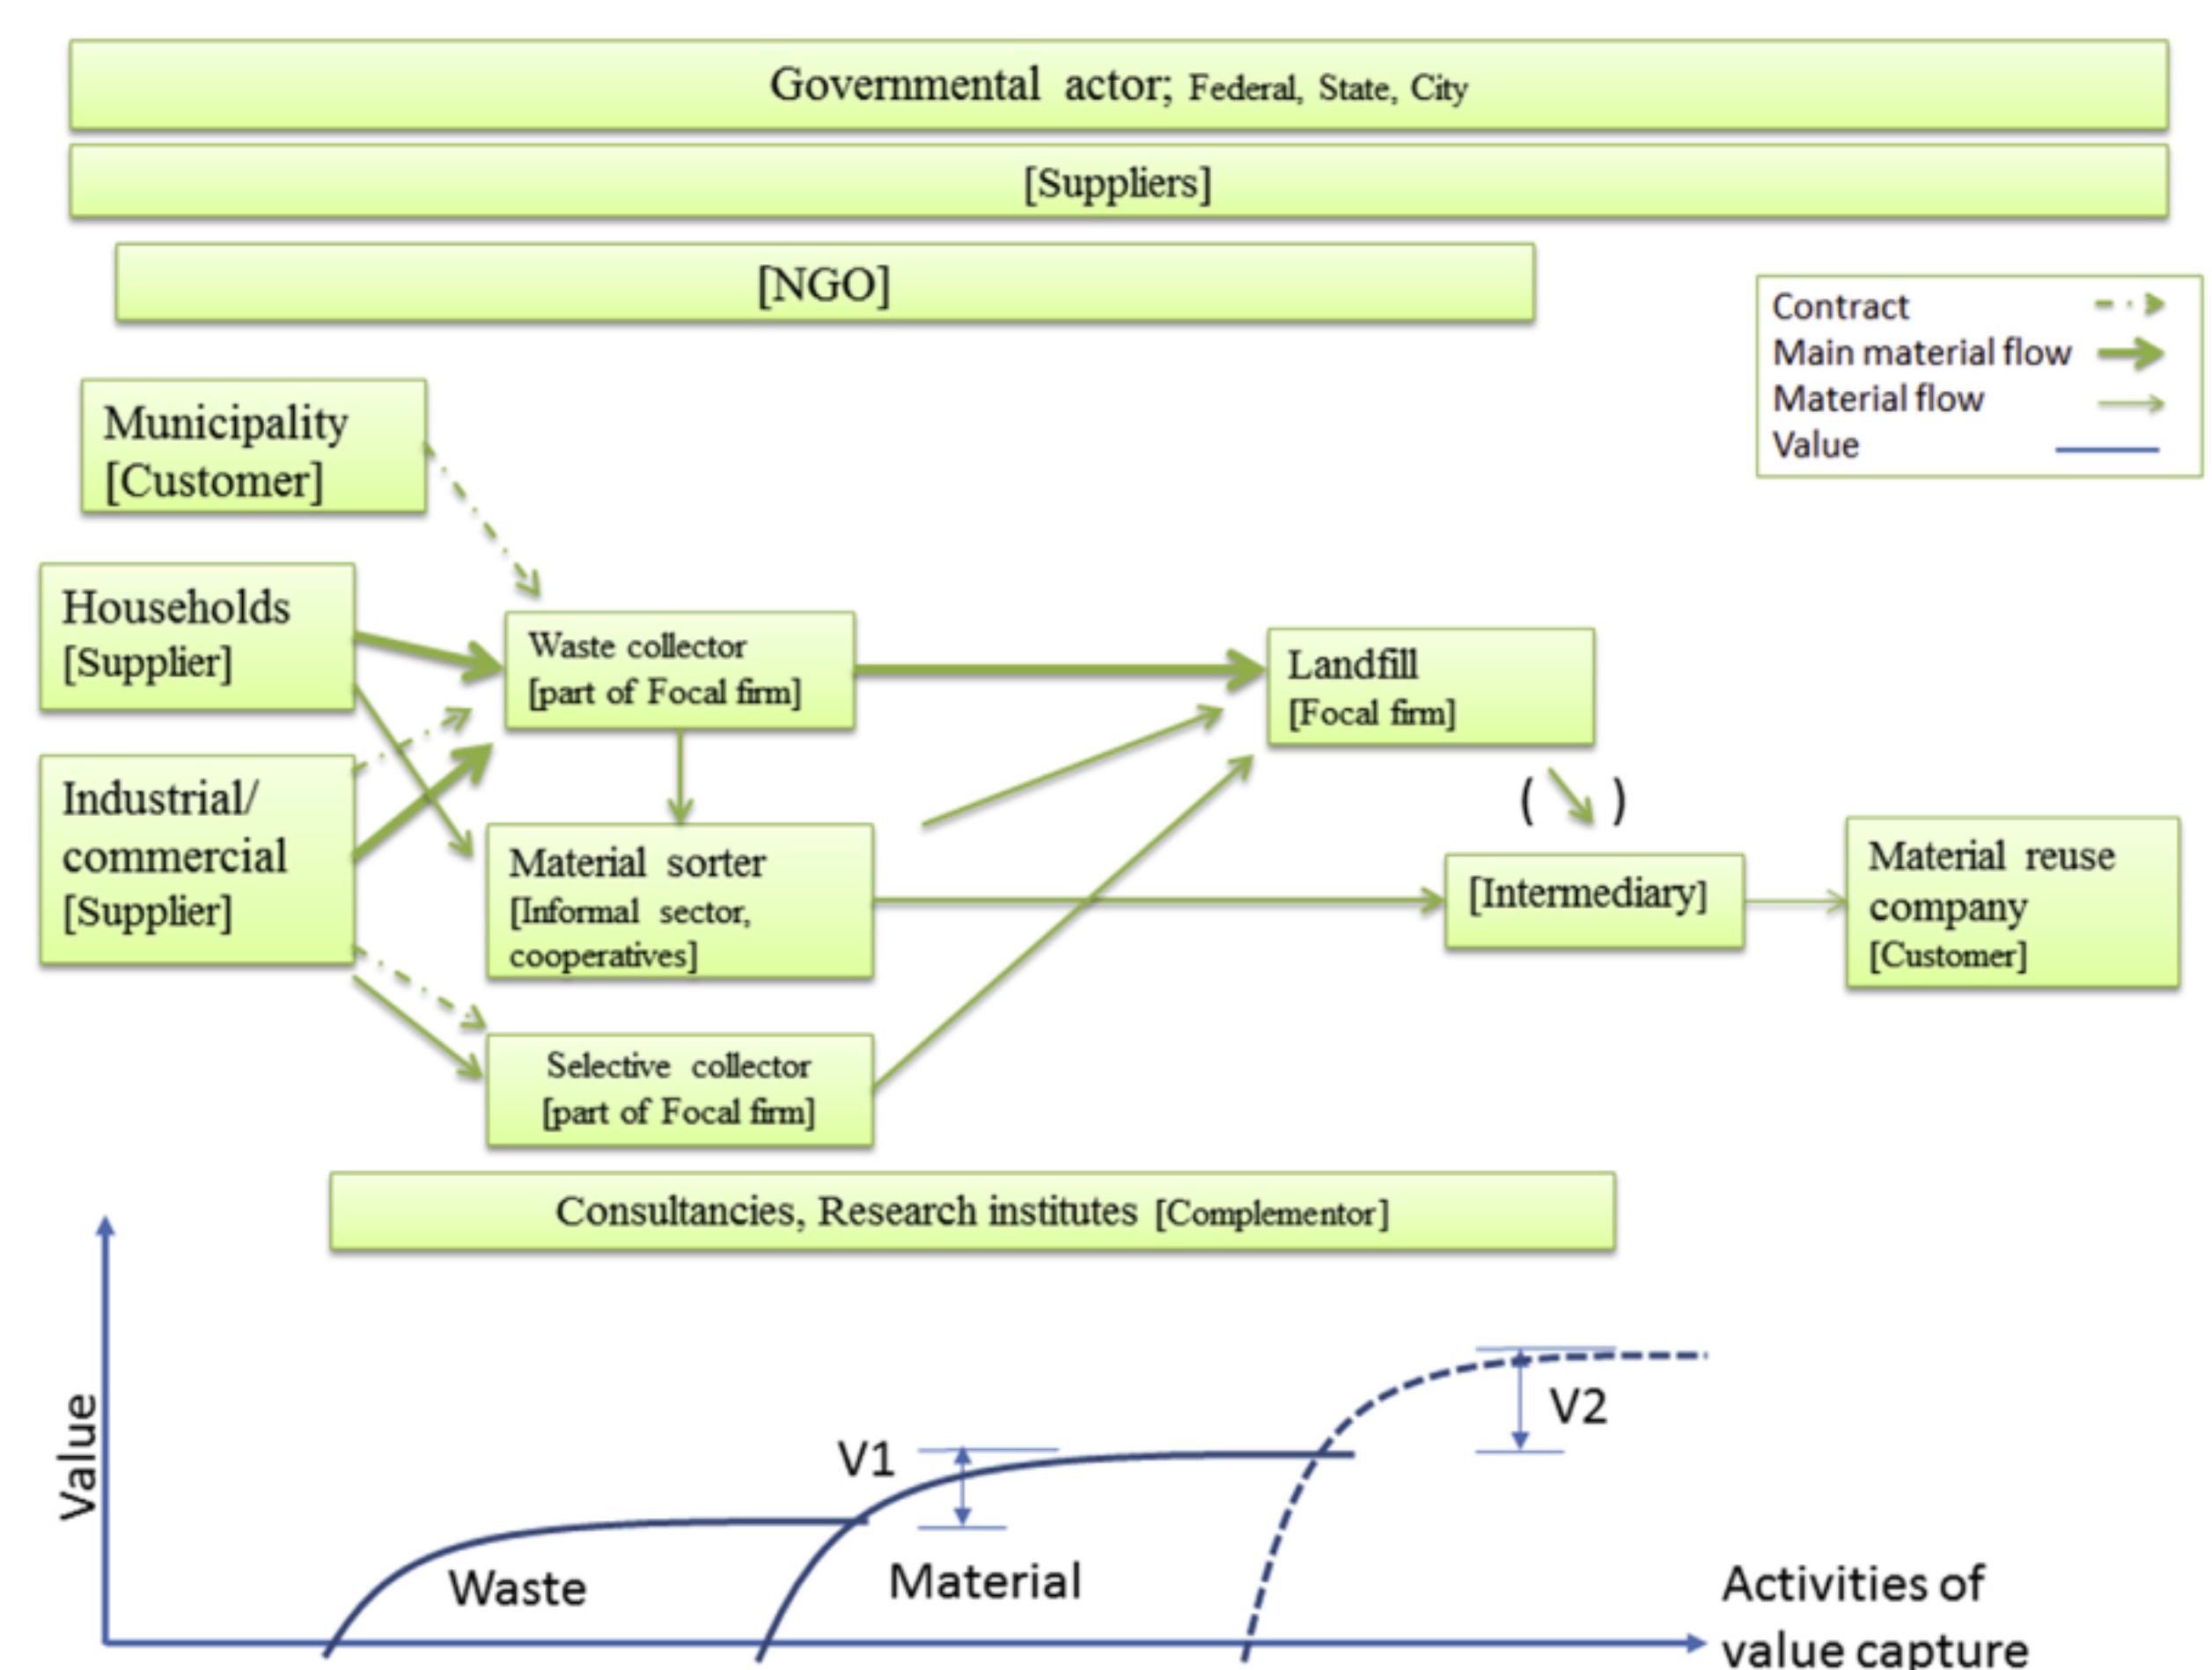 Governmental actor; Federal, State, City
[Suppliers]
[NGO]
Contract
Main material flow
Material flow
Value
Municipality
[Customer]
Households
[Supplier]
Waste collector
[part of Focal firm]
Landfill
[Focal firm]
Industrial/
commercial
[Supplier]
( )
Material sorter
[Informal sector,
cooperatives]
[Intermediary]
Material reuse
company
[Customer]
Selective collector
[part of Focal firm]
Consultancies, Research institutes [Complementor]
Value
V2
V1
Waste
Material
Activities of
value capture